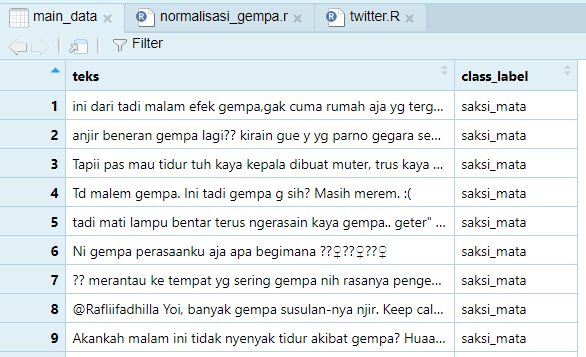 main_data normalisasi_gempa.r twitter.R
Filter
teks class_label
1 ini dari tadi malam efek gempa,gak cuma rumah aja yg terg... saksi_mata
2 anjir beneran gempa lagi?? kirain gue y yg parno gegara se... saksi_mata
3 Tapii pas mau tidur tuh kaya kepala dibuat muter, trus kaya ... saksi_mata
4 Td malem gempa. Ini tadi gempa g sih? Masih merem. :( saksi_mata
5 tadi mati lampu bentar terus ngerasain kaya gempa.. geter" ... saksi_mata
6 Ni gempa perasaanku aja apa begimana ??♀??♀??♀ saksi_mata
7 ?? merantau ke tempat yg sering gempa nih rasanya penge... saksi_mata
8 @Rafliifadhilla Yoi, banyak gempa susulan-nya njir. Keep cal... saksi_mata
9 Akankah malam ini tidak nyenyak tidur akibat gempa? Huaa... saksi_mata